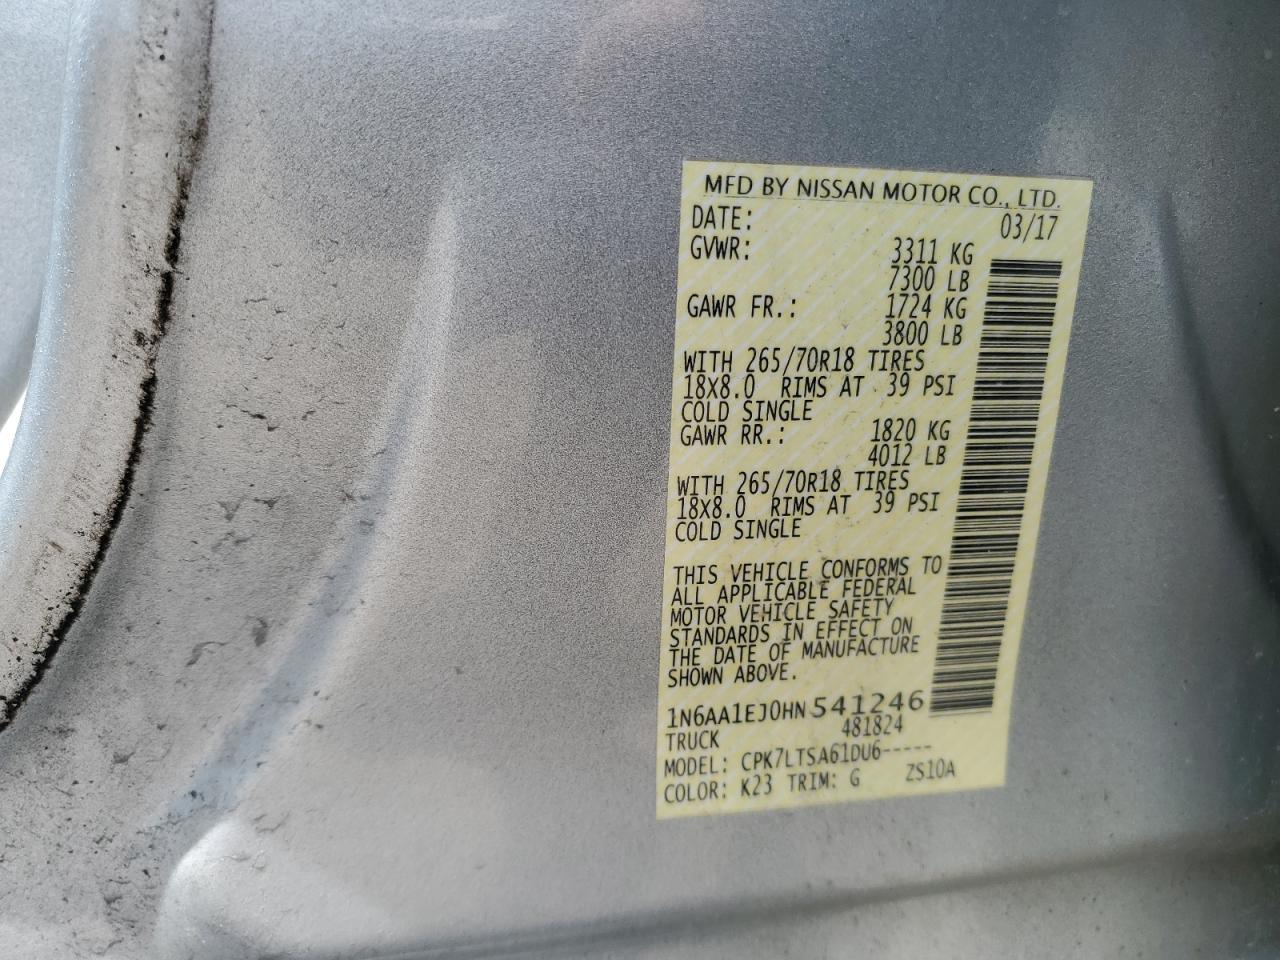 MFD BY NISSAN MOTOR CO., LTD.
DATE: 03/17
GVWR: 3311 KG
7300 LB
GAWR FR.: 1724 KG
3800 LB
WITH 265/70R18 TIRES
18X8.0 RIMS AT 39 PSI
COLD SINGLE
GAWR RR.: 1820 KG
4012 LB
WITH 265/70R18 TIRES
18X8.0 RIMS AT 39 PSI
COLD SINGLE
THIS VEHICLE CONFORMS TO
ALL APPLICABLE FEDERAL
MOTOR VEHICLE SAFETY
STANDARDS IN EFFECT ON
THE DATE OF MANUFACTURE
SHOWN ABOVE.
1N6AA1EJ0HN541246
TRUCK 481824
MODEL: CPK7LTSA61DU6-----
COLOR: K23 TRIM: G ZS10A